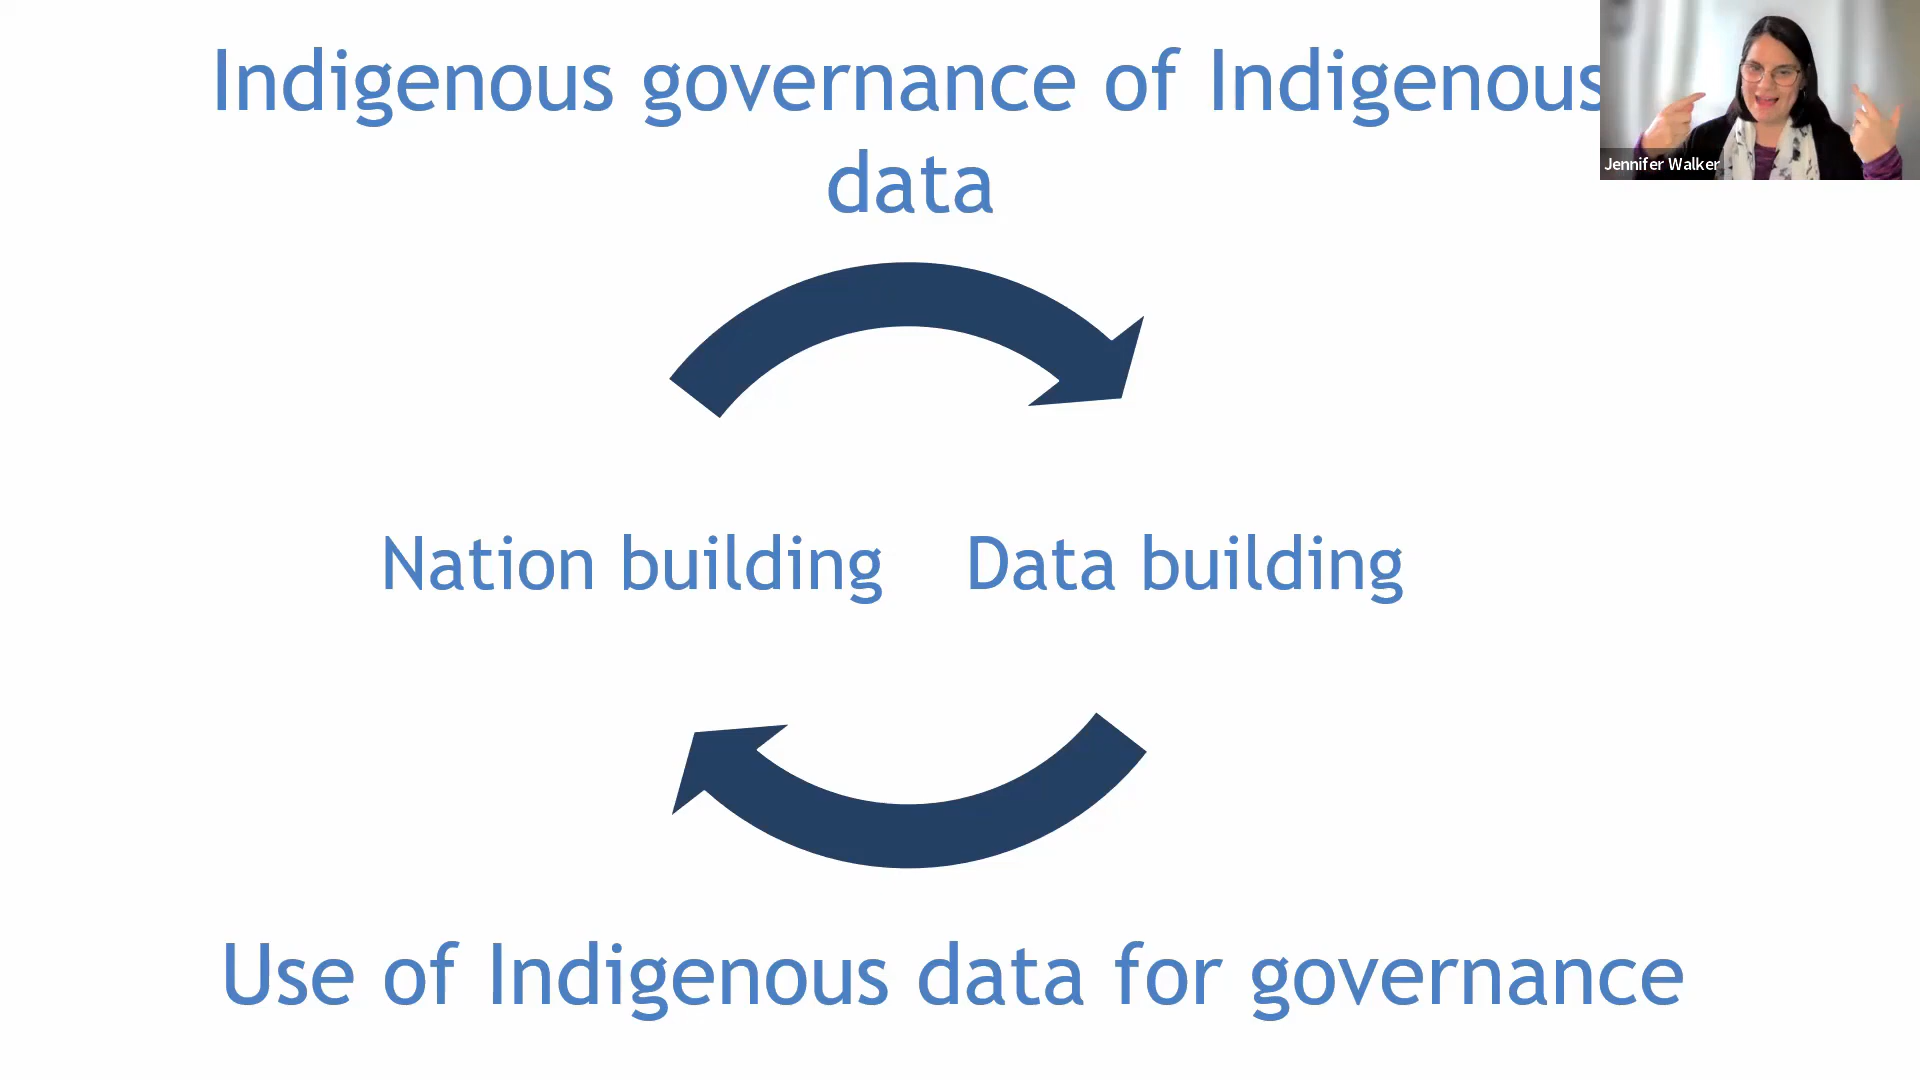 Indigenous governance of Indigenous
data
Jennifer Walker
Nation building Data building
Use of Indigenous data for governance